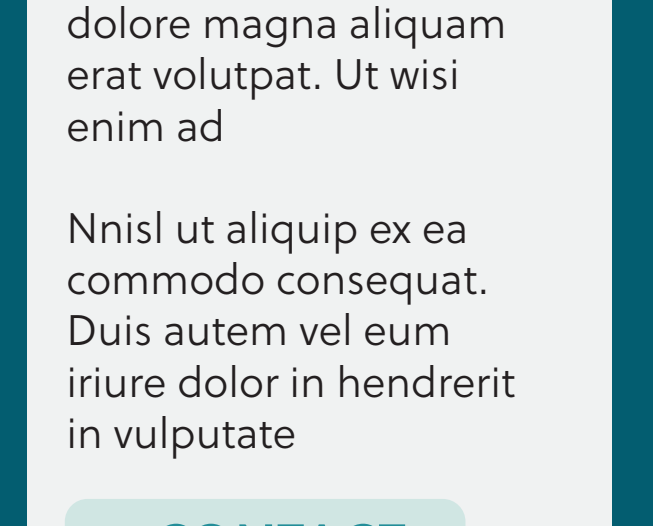 dolore magna aliquam
erat volutpat. Ut wisi
enim ad
Nnisl ut aliquip ex ea
commodo consequat.
Duis autem vel eum
iriure dolor in hendrerit
in vulputate